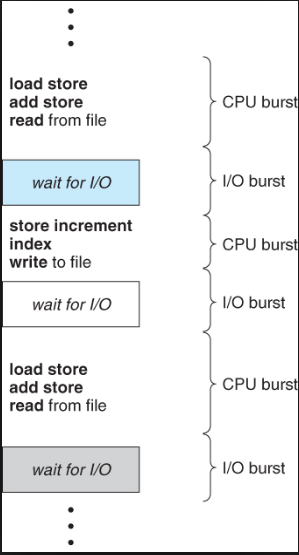 load store
add store
read from file
CPU burst
wait for I/O
I/O burst
store increment
index
write to file
CPU burst
wait for I/O
I/O burst
load store
add store
read from file
CPU burst
wait for I/O
I/O burst